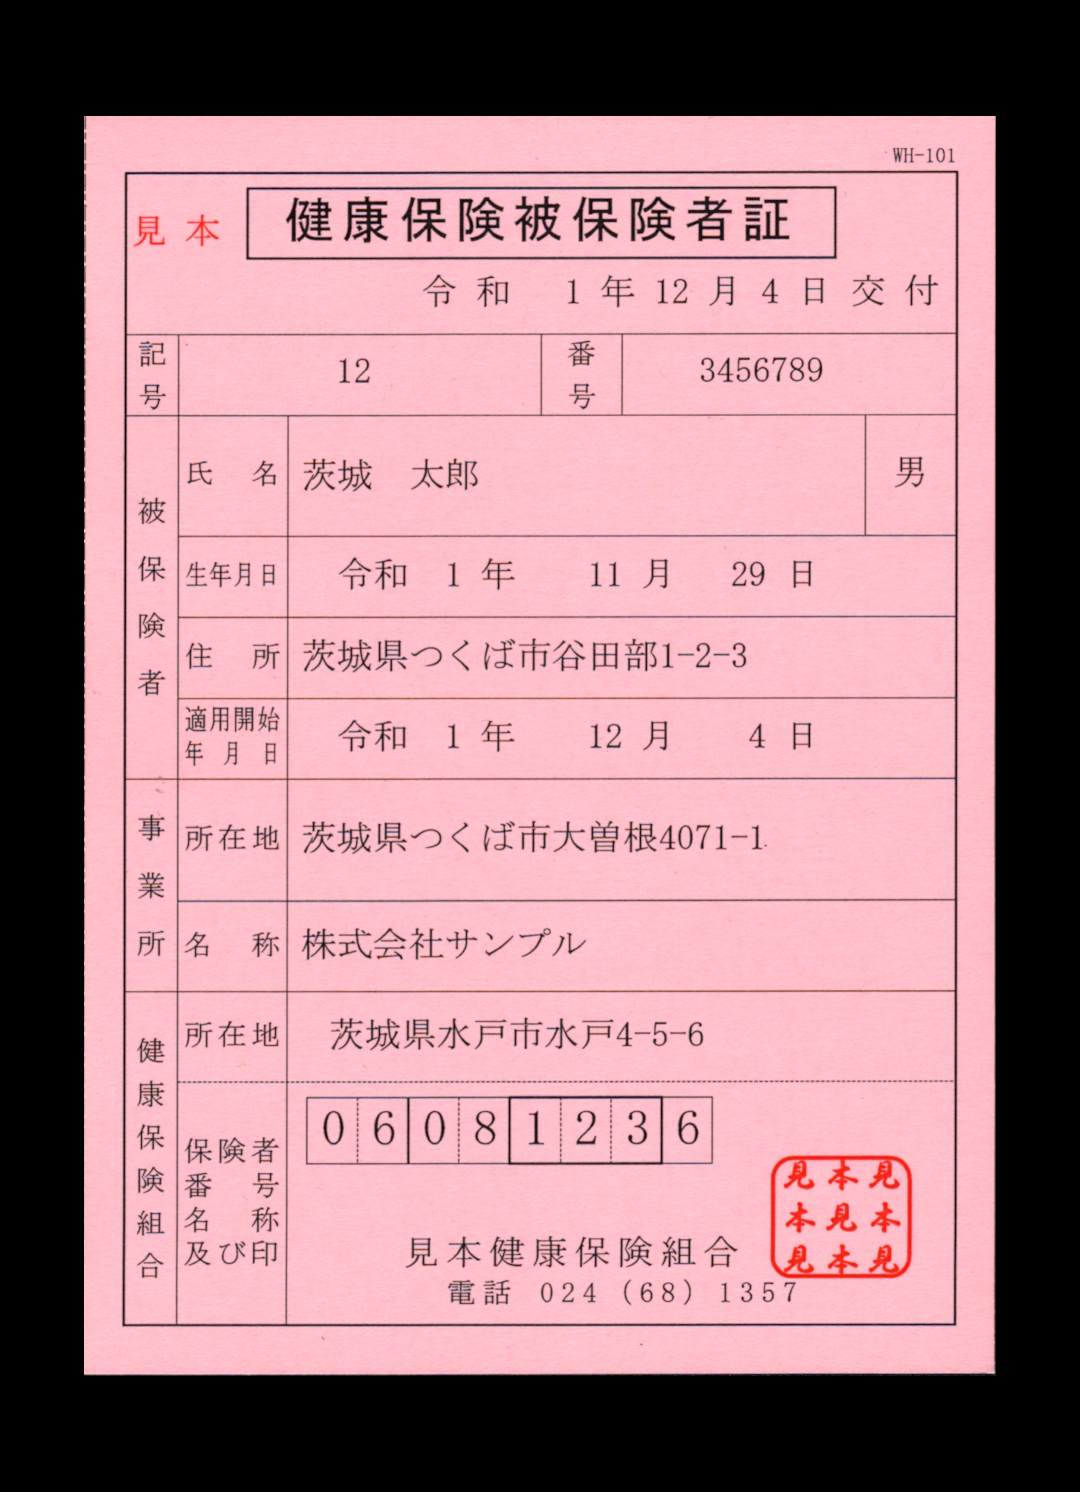 WH-101
見本 健康保険被保険者証
令和 1年 12月 4日 交付
記号 12 番号 3456789
被保険者
氏名 茨城 太郎 男
生年月日 令和 1年 11月 29日
住所 茨城県つくば市谷田部1-2-3
適用開始年月日 令和 1年 12月 4日
事業所
所在地 茨城県つくば市大曽根4071-1
名称 株式会社サンプル
健康保険組合
所在地 茨城県水戸市水戸4-5-6
保険者番号名称及び印 06081236
見本健康保険組合
電話 024(68)1357
見本見
本見本
見本見